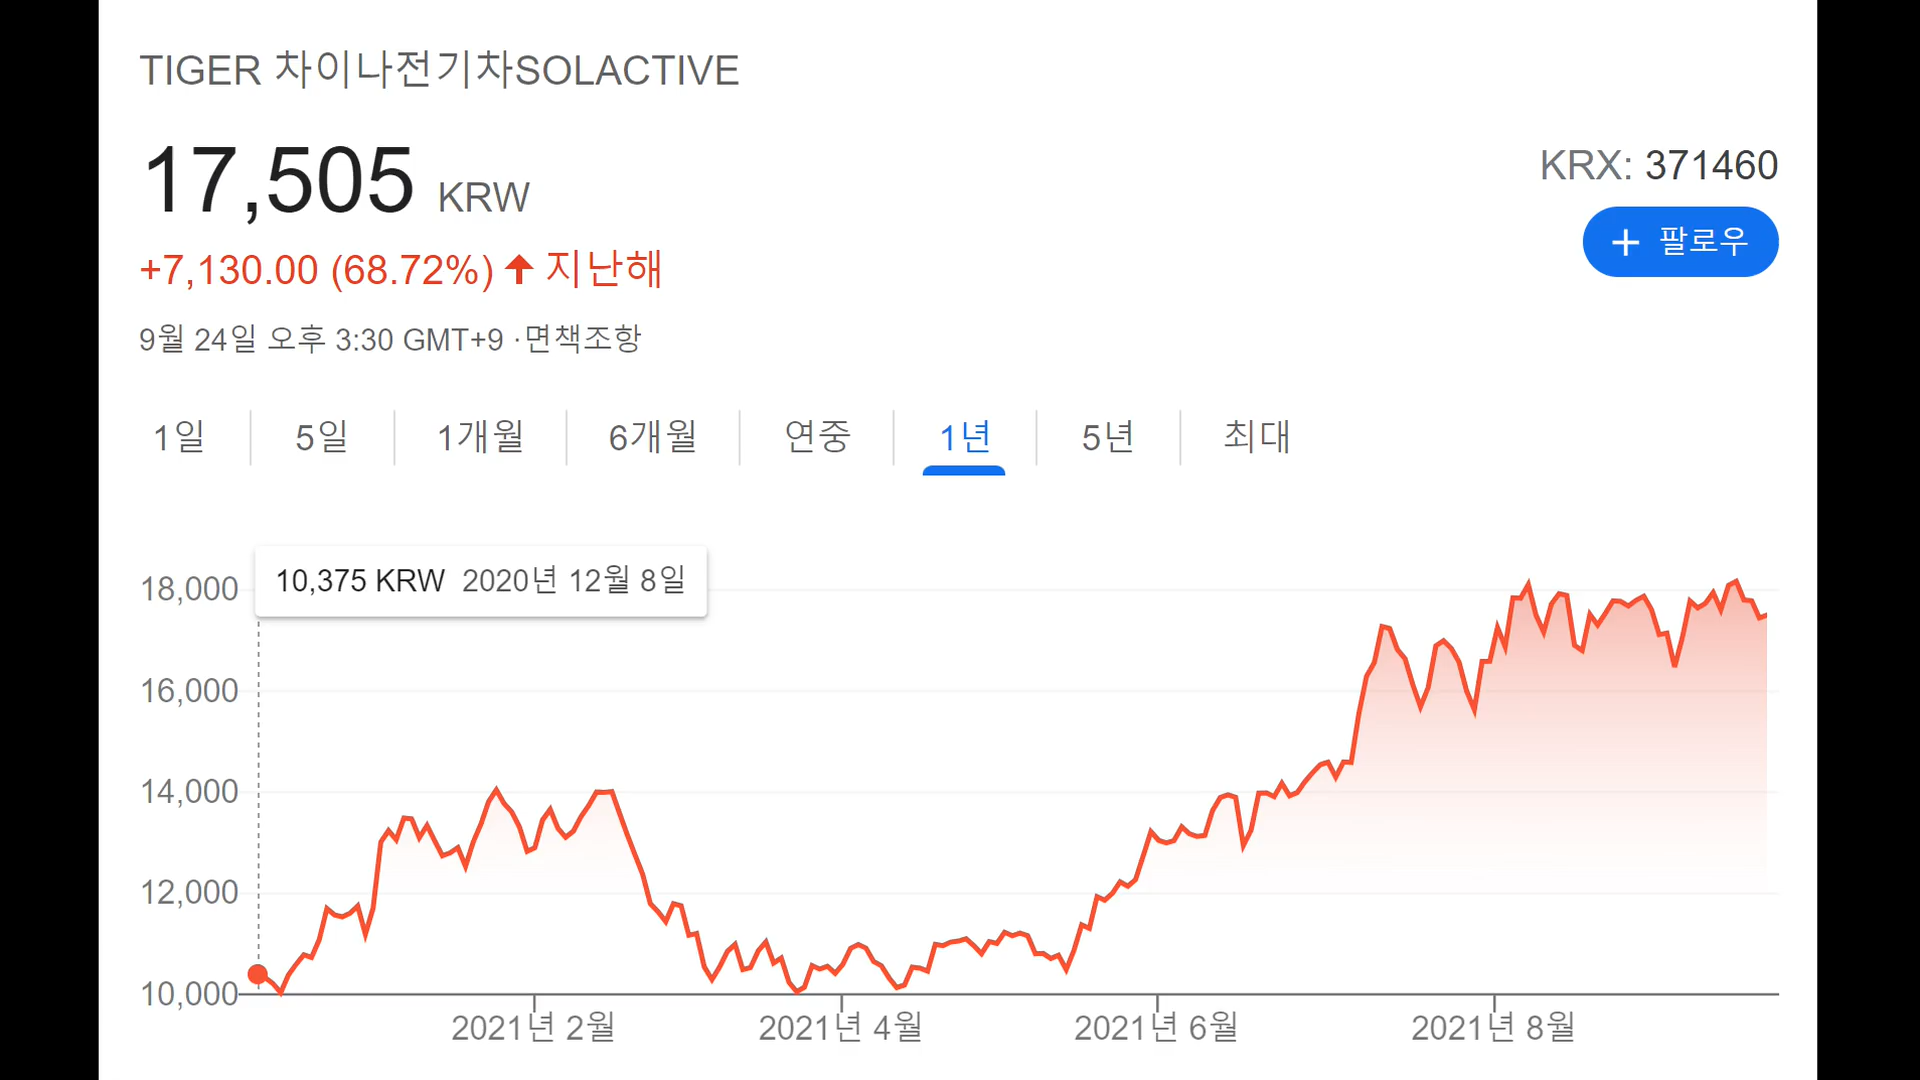 TIGER 차이나전기차SOLACTIVE
17,505 KRW
KRX: 371460
+ 팔로우
+7,130.00 (68.72%) ↑ 지난해
9월 24일 오후 3:30 GMT+9 ·면책조항
1일 5일 1개월 6개월 연중 1년 5년 최대
10,375 KRW 2020년 12월 8일
18,000
16,000
14,000
12,000
10,000
2021년 2월 2021년 4월 2021년 6월 2021년 8월